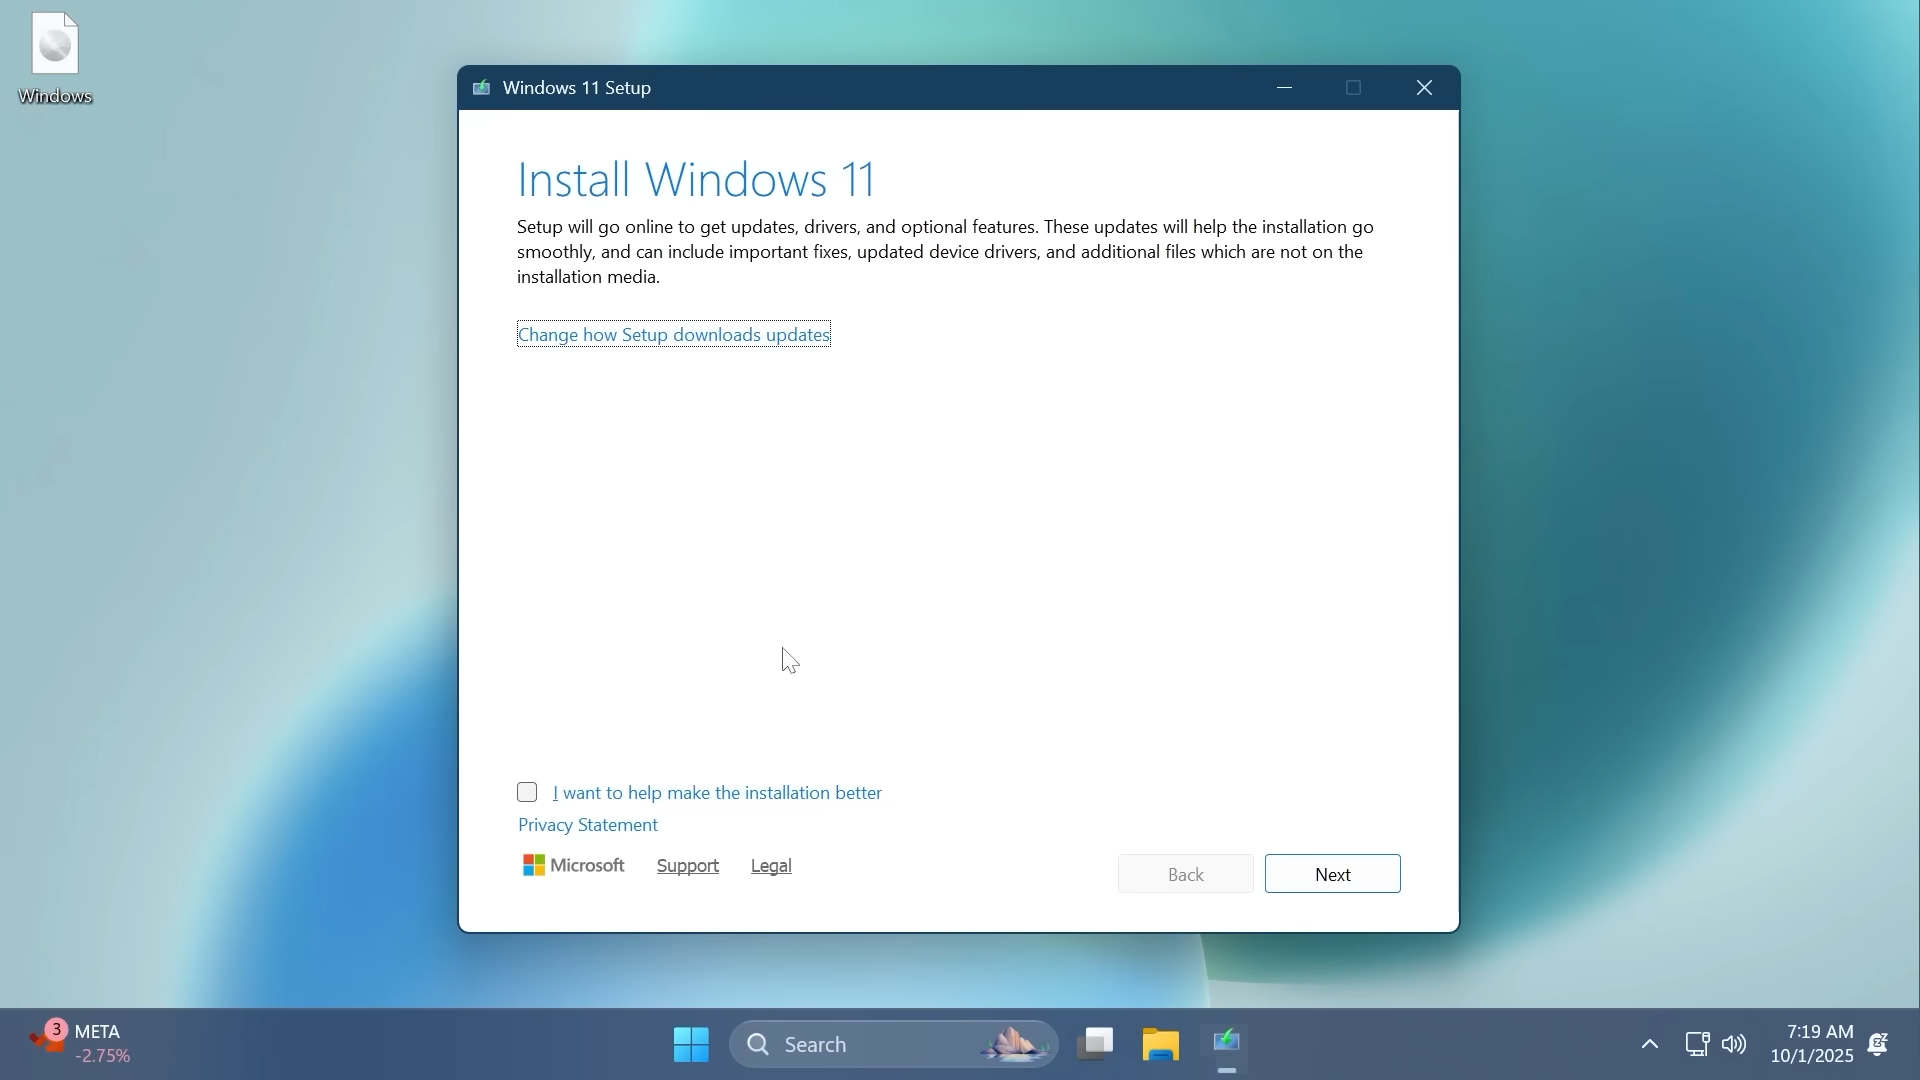 Windows
Windows 11 Setup
Install Windows 11
Setup will go online to get updates, drivers, and optional features. These updates will help the installation go
smoothly, and can include important fixes, updated device drivers, and additional files which are not on the
installation media.
Change how Setup downloads updates
I want to help make the installation better
Privacy Statement
Microsoft Support Legal
Back Next
3 META
-2.75%
Search
7:19 AM
10/1/2025